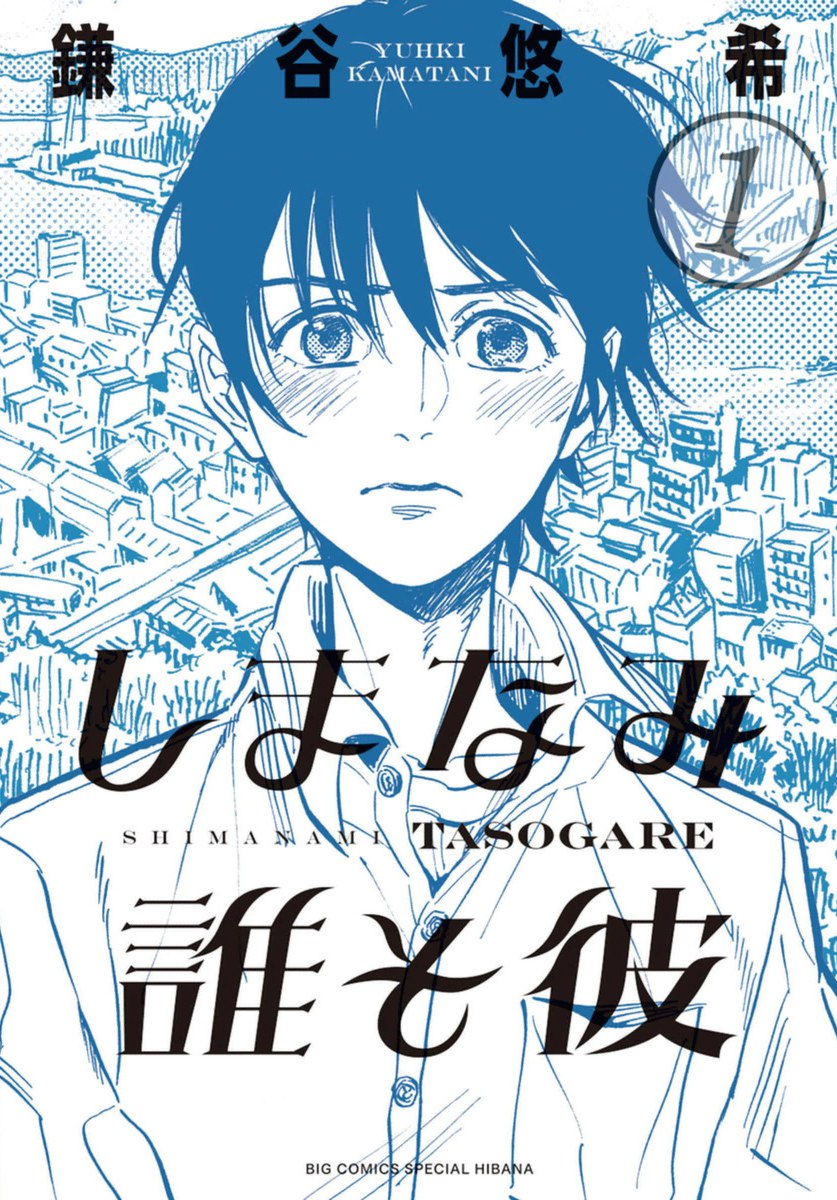 鎌谷悠希
YUHKI
KAMATANI
1
しまなみ
SHIMANAMI TASOGARE
誰そ彼
BIG COMICS SPECIAL HIBANA